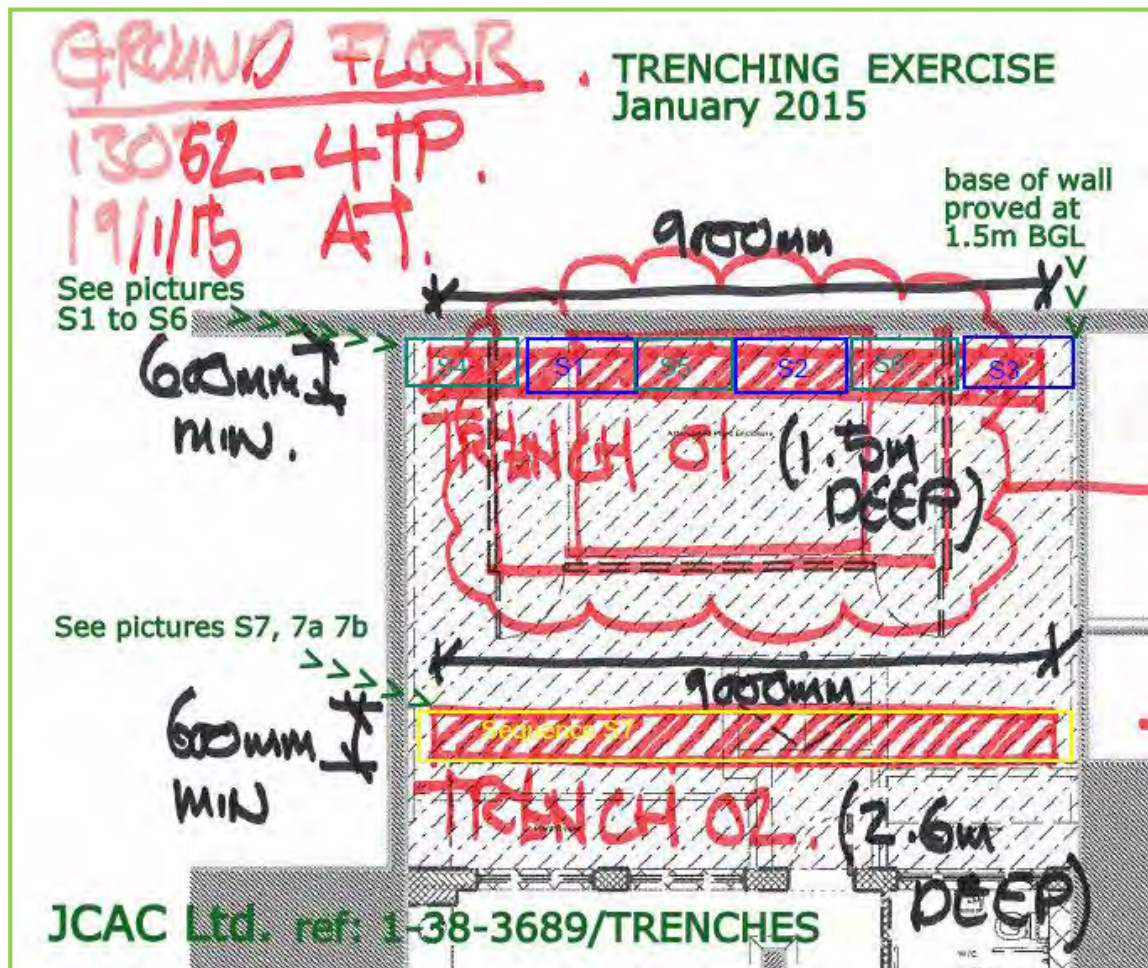 GROUND FLOOR.
13052_4TP.
19/1/15 AT.
TRENCHING EXERCISE
January 2015
base of wall
proved at
1.5m BGL
9000mm
See pictures
S1 to S6
600mm
MIN.
S4 S1 S5 S2 S6 S3
TRENCH 01 (1.5m
DEEP)
See pictures S7, 7a 7b
9000mm
600mm
MIN
Sequence S7
TRENCH 02. (2.6m
DEEP)
JCAC Ltd. ref: 1-38-3689/TRENCHES
W/C